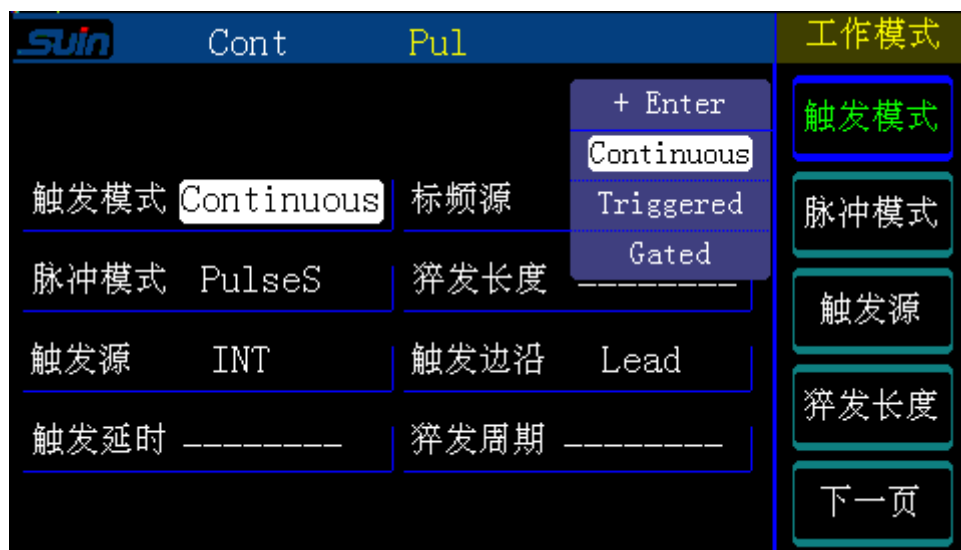 Suin Cont Pul 工作模式
+ Enter
Continuous
Triggered
Gated
触发模式 Continuous 标频源
脉冲模式 PulseS 猝发长度 --------
触发源 INT 触发边沿 Lead
触发延时 -------- 猝发周期 --------
触发模式
脉冲模式
触发源
猝发长度
下一页